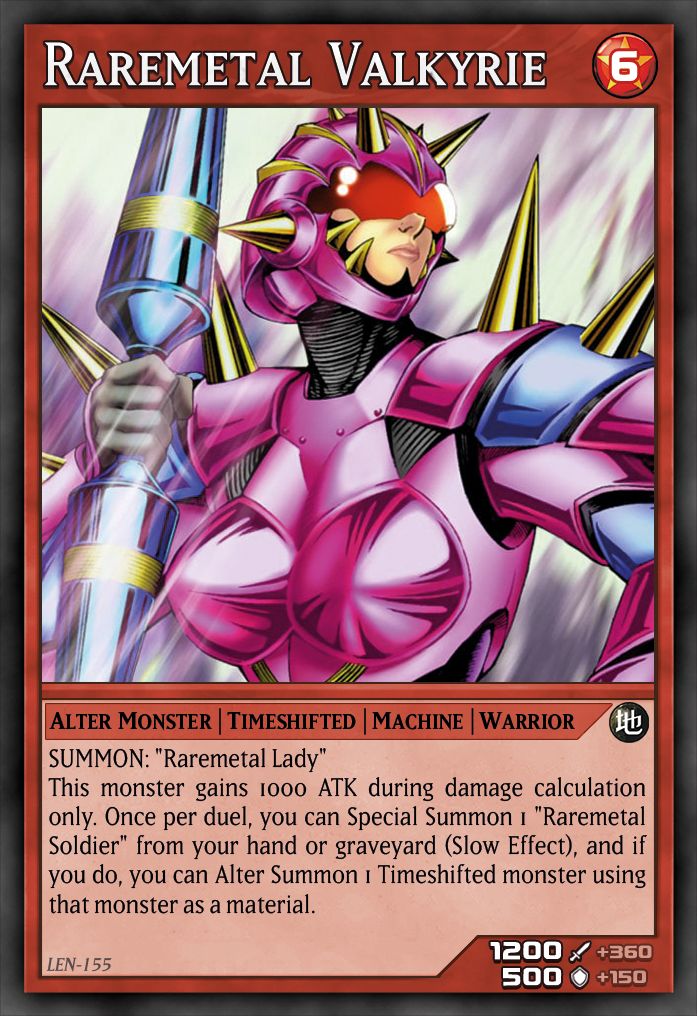 Raremetal Valkyrie
6
Alter Monster | Timeshifted | Machine | Warrior
SUMMON: "Raremetal Lady"
This monster gains 1000 ATK during damage calculation
only. Once per duel, you can Special Summon 1 "Raremetal
Soldier" from your hand or graveyard (Slow Effect), and if
you do, you can Alter Summon 1 Timeshifted monster using
that monster as a material.
1200 +360
500 +150
LEN-155